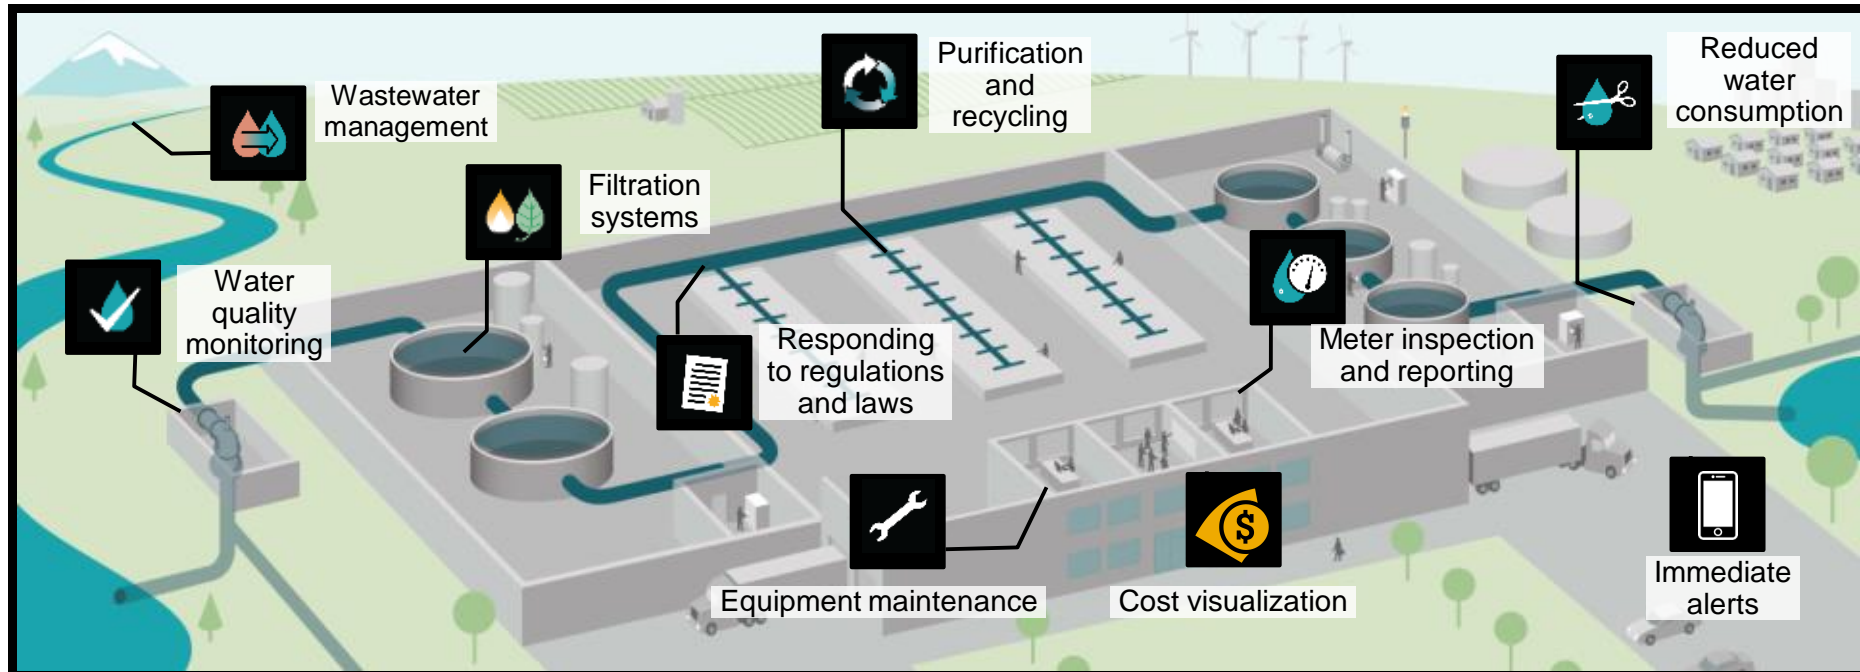 Wastewater
management
Purification
and
recycling
Reduced
water
consumption
Filtration
systems
Water
quality
monitoring
Responding
to regulations
and laws
Meter inspection
and reporting
Equipment maintenance
$
Cost visualization
Immediate
alerts